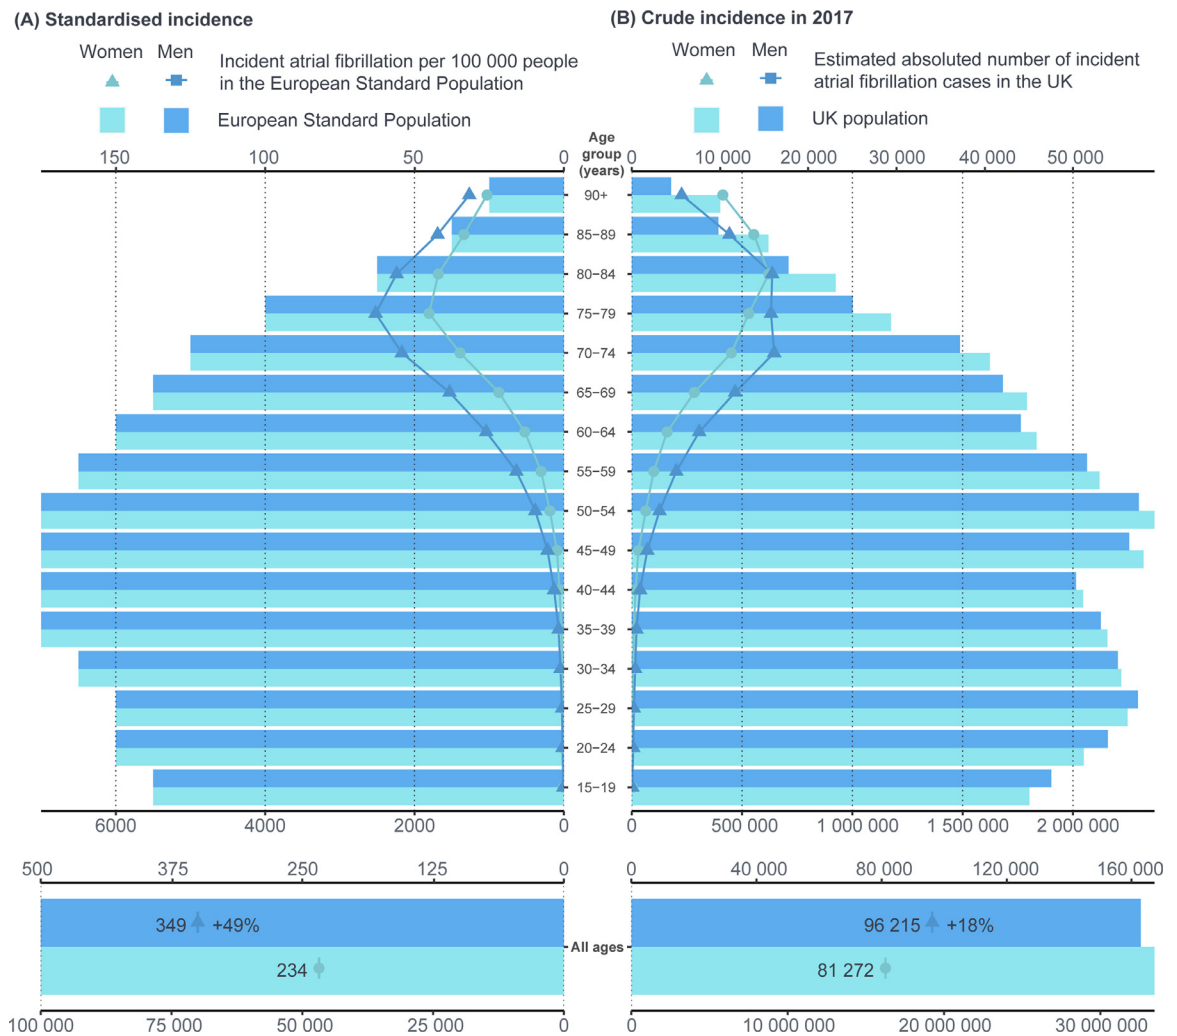 (A) Standardised incidence
Women Men
Incident atrial fibrillation per 100 000 people
in the European Standard Population
European Standard Population
(B) Crude incidence in 2017
Women Men
Estimated absoluted number of incident
atrial fibrillation cases in the UK
UK population
150 100 50 0
Age
group
(years)
0 10 000 20 000 30 000 40 000 50 000
90+
85–89
80–84
75–79
70–74
65–69
60–64
55–59
50–54
45–49
40–44
35–39
30–34
25–29
20–24
15–19
6000 4000 2000 0
0 500 000 1 000 000 1 500 000 2 000 000
500 375 250 125 0
0 40 000 80 000 120 000 160 000
349 +49%
234
All ages
96 215 +18%
81 272
100 000 75 000 50 000 25 000 0
0 10 000 000 20 000 000 30 000 000